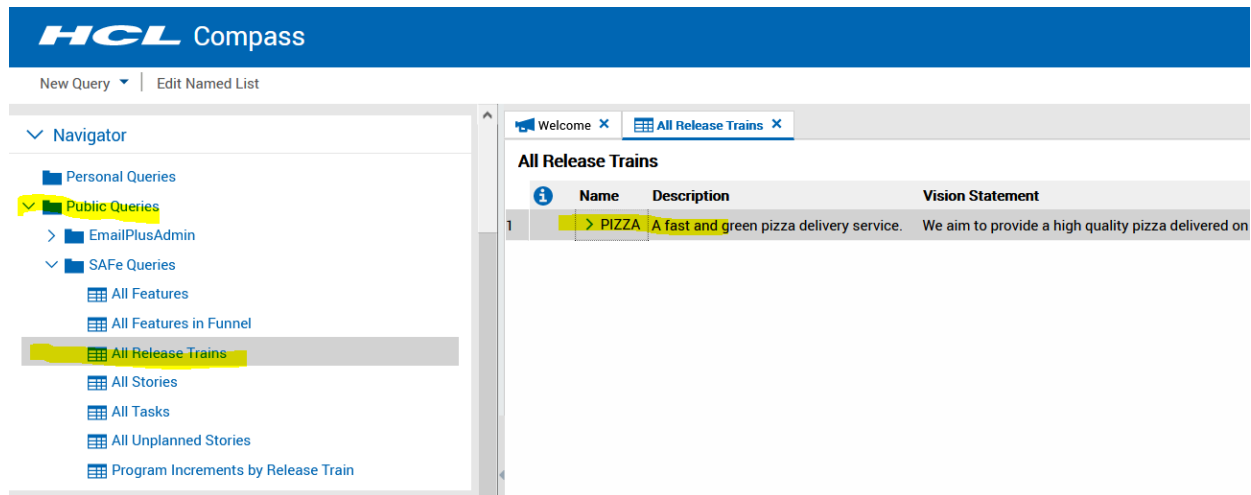 HCL Compass
New Query Edit Named List
Navigator
Personal Queries
Public Queries
EmailPlusAdmin
SAFe Queries
All Features
All Features in Funnel
All Release Trains
All Stories
All Tasks
All Unplanned Stories
Program Increments by Release Train
Welcome All Release Trains
All Release Trains
Name Description Vision Statement
1 PIZZA A fast and green pizza delivery service. We aim to provide a high quality pizza delivered on